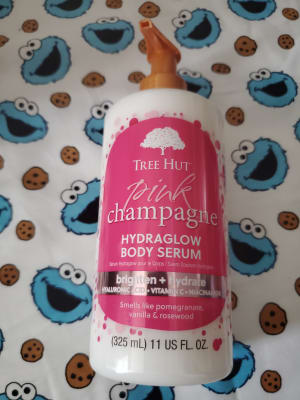 TREE HUT
pink
champagne
HYDRAGLOW
BODY SERUM
brighten + hydrate
HYALURONIC ACID • VITAMIN C • NIACINAMIDE
Smells like pomegranate,
vanilla & rosewood
(325 mL) 11 US FL. OZ.